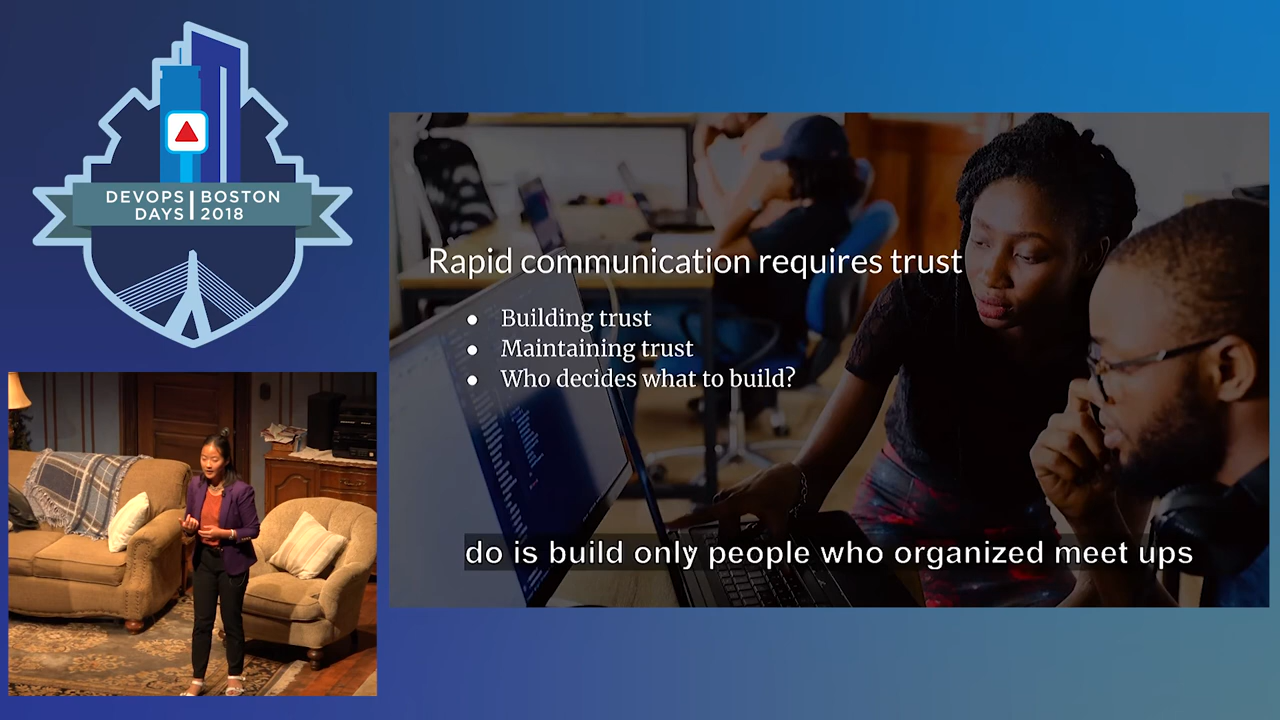 DEVOPS | BOSTON
DAYS | 2018
Rapid communication requires trust
● Building trust
● Maintaining trust
● Who decides what to build?
do is build only people who organized meet ups